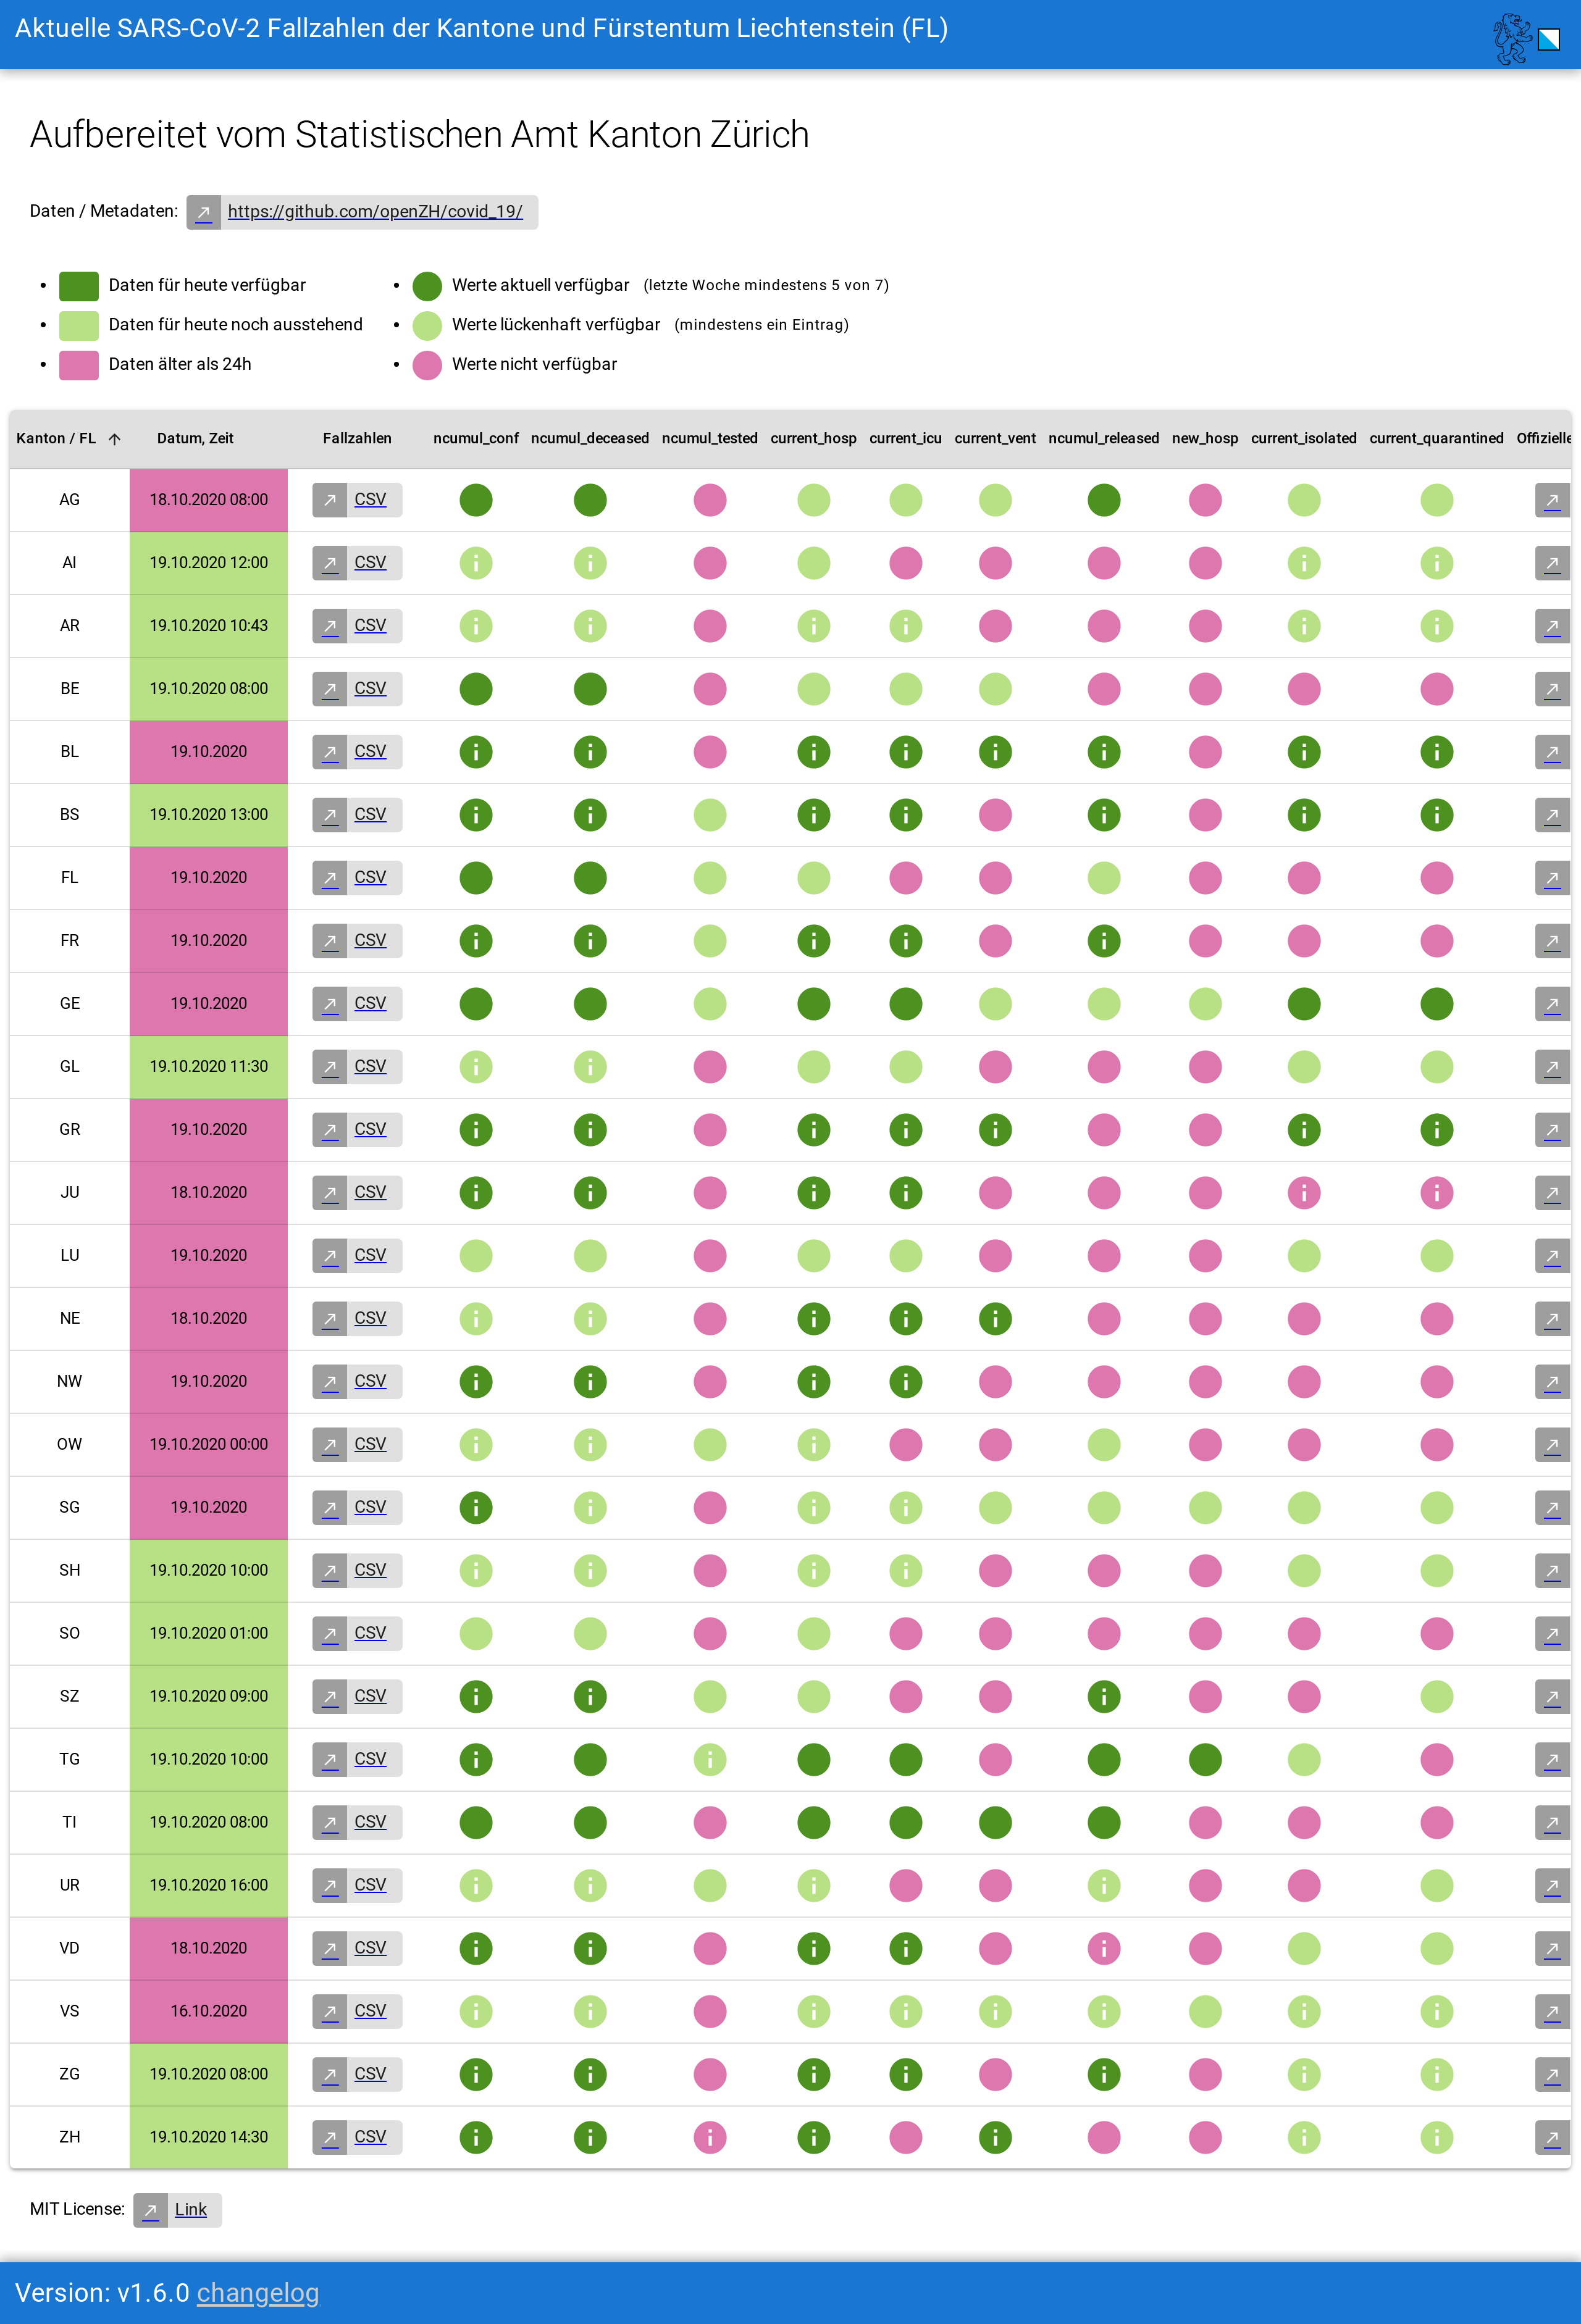 Aktuelle SARS-CoV-2 Fallzahlen der Kantone und Fürstentum Liechtenstein (FL)
Aufbereitet vom Statistischen Amt Kanton Zürich
Daten / Metadaten: https://github.com/openZH/covid_19/
Daten für heute verfügbar
Daten für heute noch ausstehend
Daten älter als 24h
Werte aktuell verfügbar (letzte Woche mindestens 5 von 7)
Werte lückenhaft verfügbar (mindestens ein Eintrag)
Werte nicht verfügbar
Kanton / FL Datum, Zeit Fallzahlen ncumul_conf ncumul_deceased ncumul_tested current_hosp current_icu current_vent ncumul_released new_hosp current_isolated current_quarantined Offizielle
AG 18.10.2020 08:00 CSV
AI 19.10.2020 12:00 CSV
AR 19.10.2020 10:43 CSV
BE 19.10.2020 08:00 CSV
BL 19.10.2020 CSV
BS 19.10.2020 13:00 CSV
FL 19.10.2020 CSV
FR 19.10.2020 CSV
GE 19.10.2020 CSV
GL 19.10.2020 11:30 CSV
GR 19.10.2020 CSV
JU 18.10.2020 CSV
LU 19.10.2020 CSV
NE 18.10.2020 CSV
NW 19.10.2020 CSV
OW 19.10.2020 00:00 CSV
SG 19.10.2020 CSV
SH 19.10.2020 10:00 CSV
SO 19.10.2020 01:00 CSV
SZ 19.10.2020 09:00 CSV
TG 19.10.2020 10:00 CSV
TI 19.10.2020 08:00 CSV
UR 19.10.2020 16:00 CSV
VD 18.10.2020 CSV
VS 16.10.2020 CSV
ZG 19.10.2020 08:00 CSV
ZH 19.10.2020 14:30 CSV
MIT License: Link
Version: v1.6.0 changelog